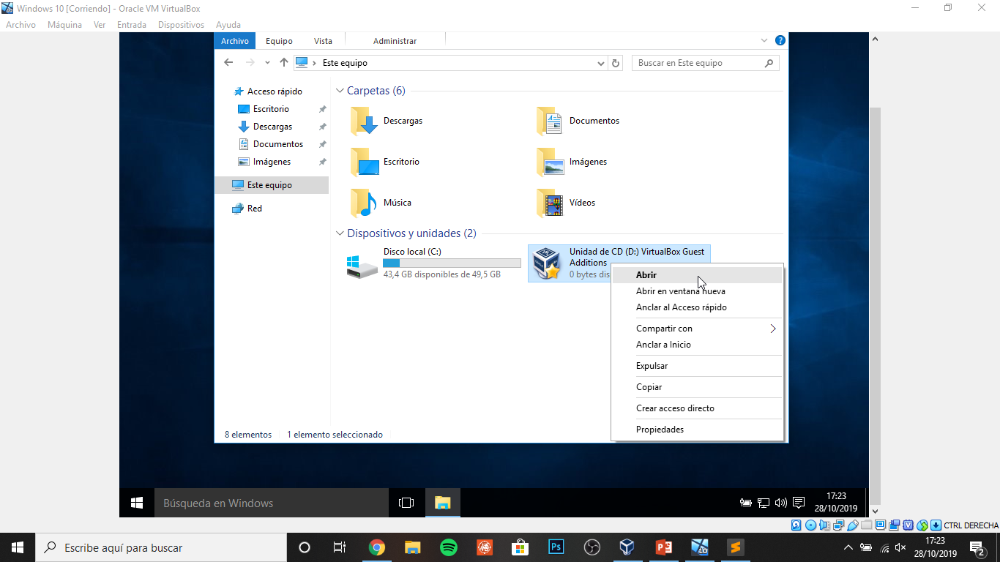 Windows 10 [Corriendo] - Oracle VM VirtualBox
Archivo Máquina Ver Entrada Dispositivos Ayuda
Archivo Equipo Vista Administrar
Este equipo
Buscar en Este equipo
Acceso rápido
Escritorio
Descargas
Documentos
Imágenes
Este equipo
Red
Carpetas (6)
Descargas
Documentos
Escritorio
Imágenes
Música
Vídeos
Dispositivos y unidades (2)
Disco local (C:)
43,4 GB disponibles de 49,5 GB
Unidad de CD (D:) VirtualBox Guest
Additions
0 bytes dis
Abrir
Abrir en ventana nueva
Anclar al Acceso rápido
Compartir con
Anclar a Inicio
Expulsar
Copiar
Crear acceso directo
Propiedades
8 elementos 1 elemento seleccionado
Búsqueda en Windows
17:23
28/10/2019
CTRL DERECHA
Escribe aquí para buscar
Ps
10
17:23
28/10/2019
2